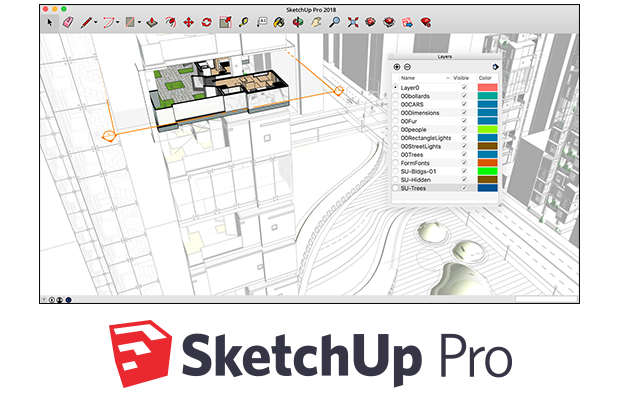 SketchUp Pro 2018
A1
Layers
Name Visible Color
Layer0
00bollards
00CARS
00Dimensions
00Fur
00people
00RectangleLights
00StreetLights
00Trees
FormFonts
SU-Bldgs-01
SU-Hidden
SU-Trees
SketchUp Pro